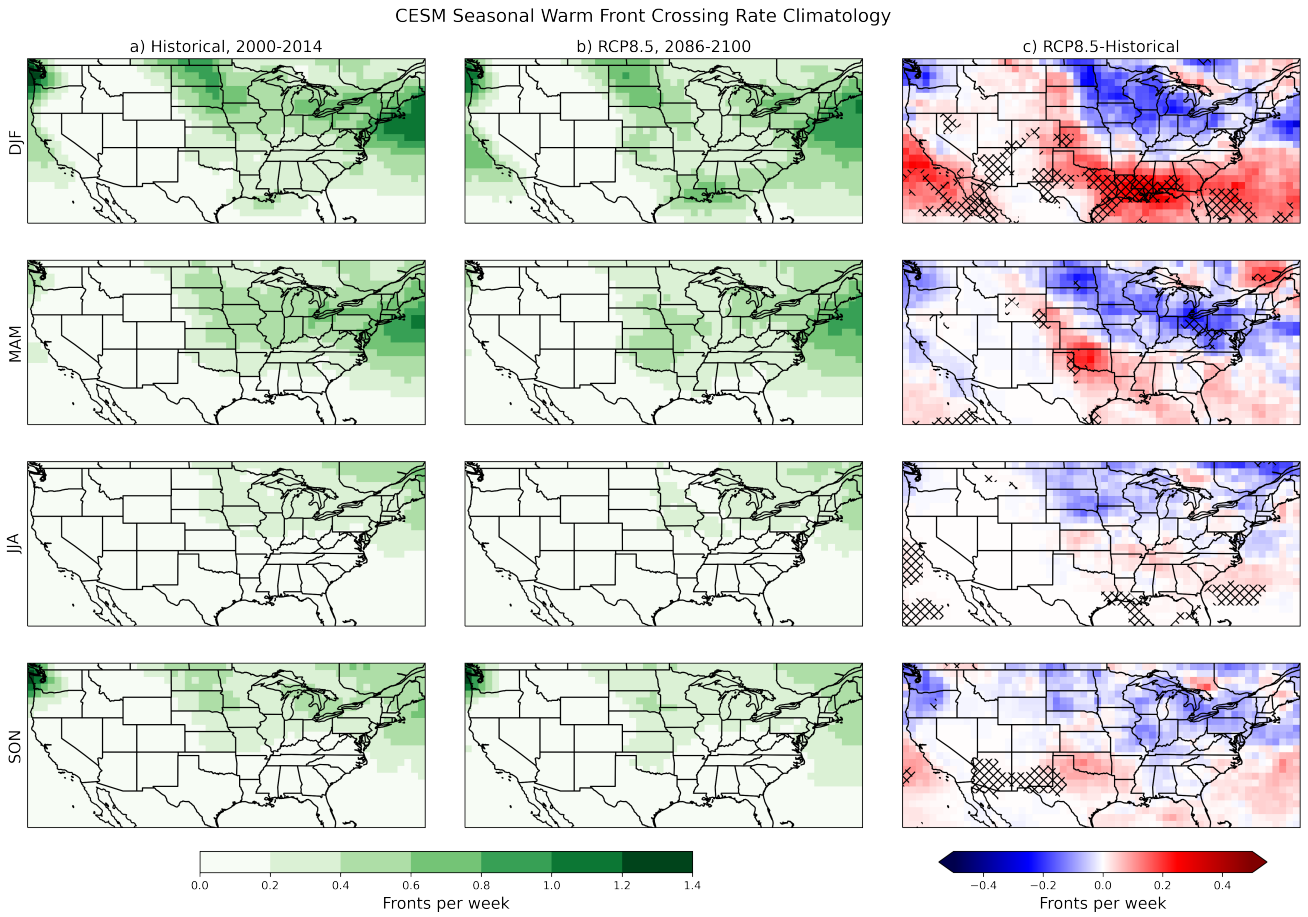 CESM Seasonal Warm Front Crossing Rate Climatology
a) Historical, 2000-2014
b) RCP8.5, 2086-2100
c) RCP8.5-Historical
DJF
MAM
JJA
SON
0.0 0.2 0.4 0.6 0.8 1.0 1.2 1.4
Fronts per week
−0.4 −0.2 0.0 0.2 0.4
Fronts per week